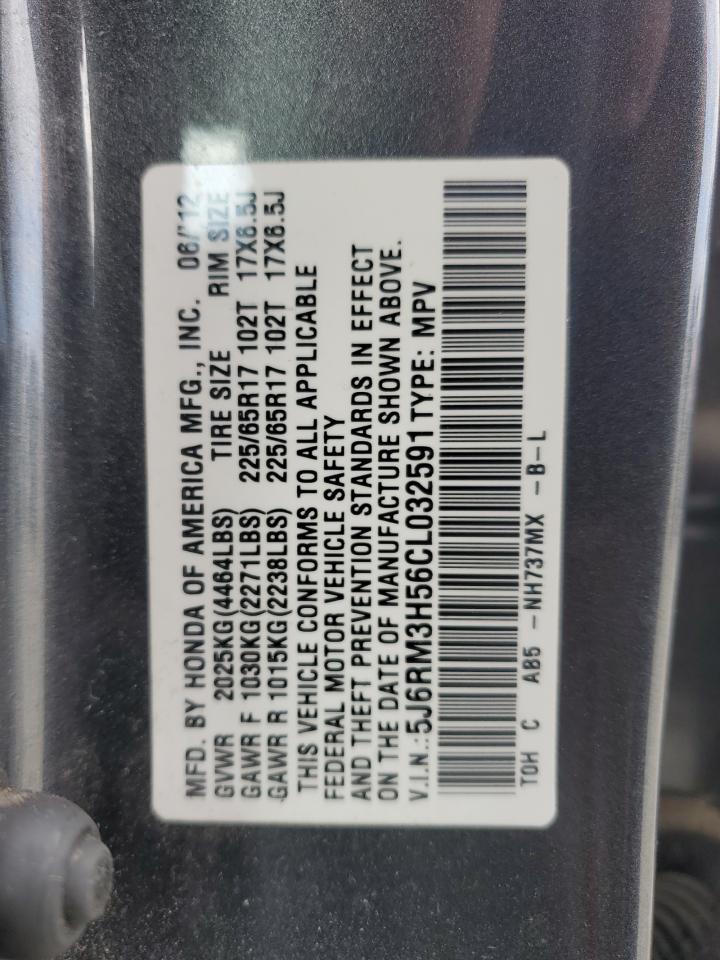 MFD. BY HONDA OF AMERICA MFG., INC. 06/'12
GVWR 2025KG(4464LBS) TIRE SIZE RIM SIZE
GAWR F 1030KG(2271LBS) 225/65R17 102T 17X6.5J
GAWR R 1015KG(2238LBS) 225/65R17 102T 17X6.5J
THIS VEHICLE CONFORMS TO ALL APPLICABLE
FEDERAL MOTOR VEHICLE SAFETY
AND THEFT PREVENTION STANDARDS IN EFFECT
ON THE DATE OF MANUFACTURE SHOWN ABOVE.
V.I.N.:5J6RM3H56CL032591 TYPE: MPV
TOH C A85 -NH737MX -B-L